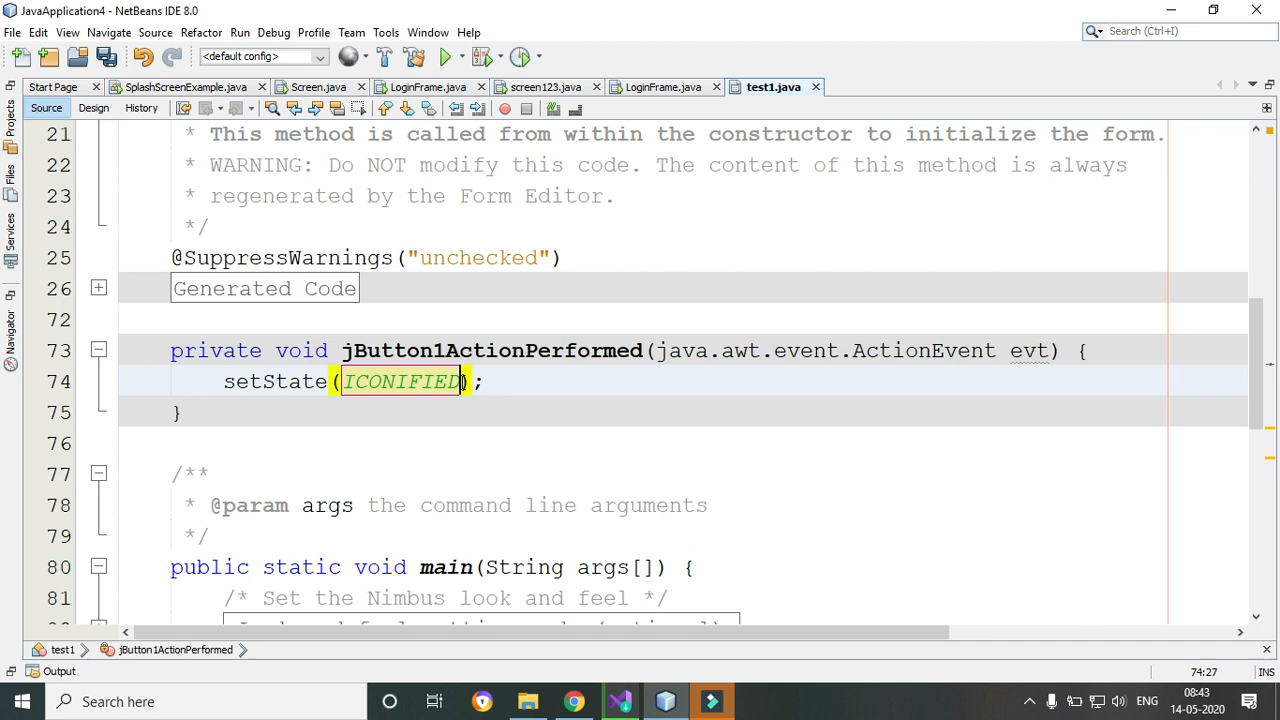 JavaApplication4 - NetBeans IDE 8.0
File Edit View Navigate Source Refactor Run Debug Profile Team Tools Window Help
Search (Ctrl+I)
<default config>
Start Page SplashScreenExample.java Screen.java LoginFrame.java screen123.java LoginFrame.java test1.java
Source Design History
Projects
Files
Services
Navigator
21 * This method is called from within the constructor to initialize the form.
22 * WARNING: Do NOT modify this code. The content of this method is always
23 * regenerated by the Form Editor.
24 */
25 @SuppressWarnings("unchecked")
26 Generated Code
72
73 private void jButton1ActionPerformed(java.awt.event.ActionEvent evt) {
74 setState(ICONIFIED);
75 }
76
77 /**
78 * @param args the command line arguments
79 */
80 public static void main(String args[]) {
81 /* Set the Nimbus look and feel */
test1 jButton1ActionPerformed
Output
74:27 INS
Search here
ENG
08:43
14-05-2020